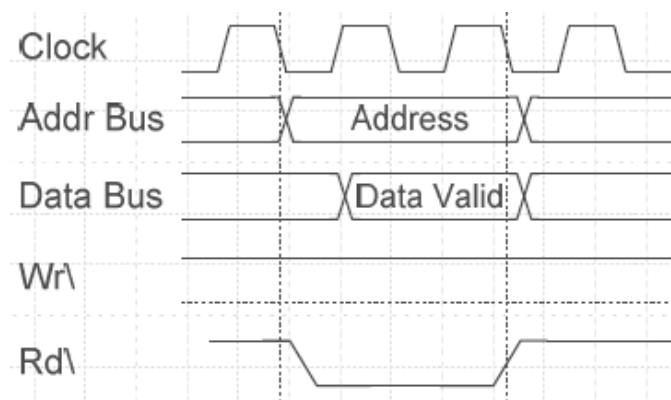 Clock
Addr Bus Address
Data Bus Data Valid
Wr\
Rd\